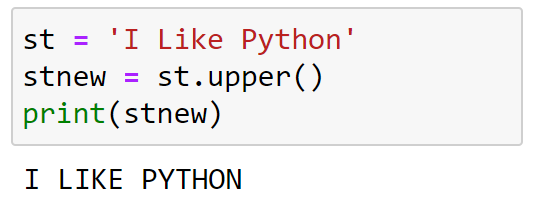 st = 'I Like Python'
stnew = st.upper()
print(stnew)
I LIKE PYTHON